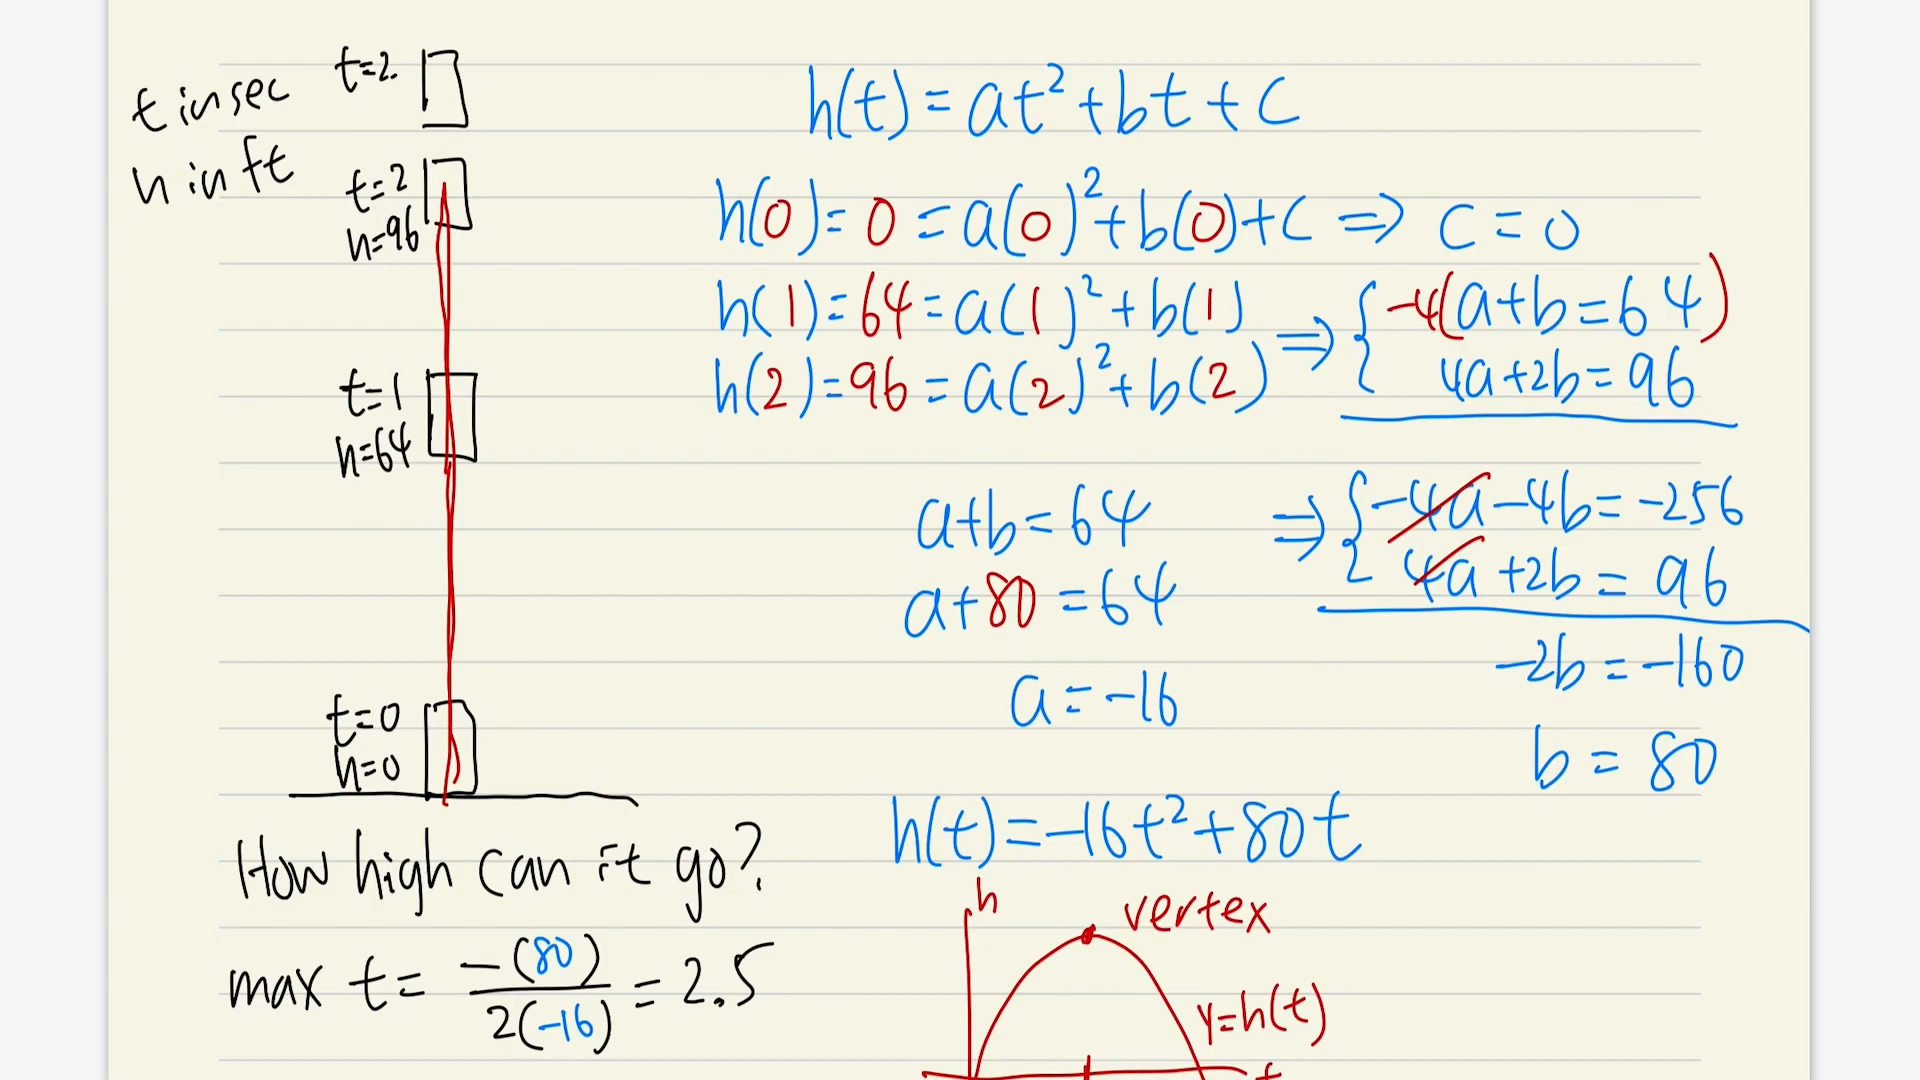 t in sec
h in ft
t=2
t=2
h=96
t=1
h=64
t=0
h=0
How high can it go?
max t = -(80) / 2(-16) = 2.5
h(t) = at² + bt + c
h(0) = 0 = a(0)² + b(0) + c ⇒ c = 0
h(1) = 64 = a(1)² + b(1)
h(2) = 96 = a(2)² + b(2)
⇒ { -4(a+b=64)
4a+2b=96
⇒ { -4a-4b=-256
4a+2b=96
-2b=-160
b=80
a+b=64
a+80=64
a=-16
h(t)=-16t²+80t
h
vertex
y=h(t)